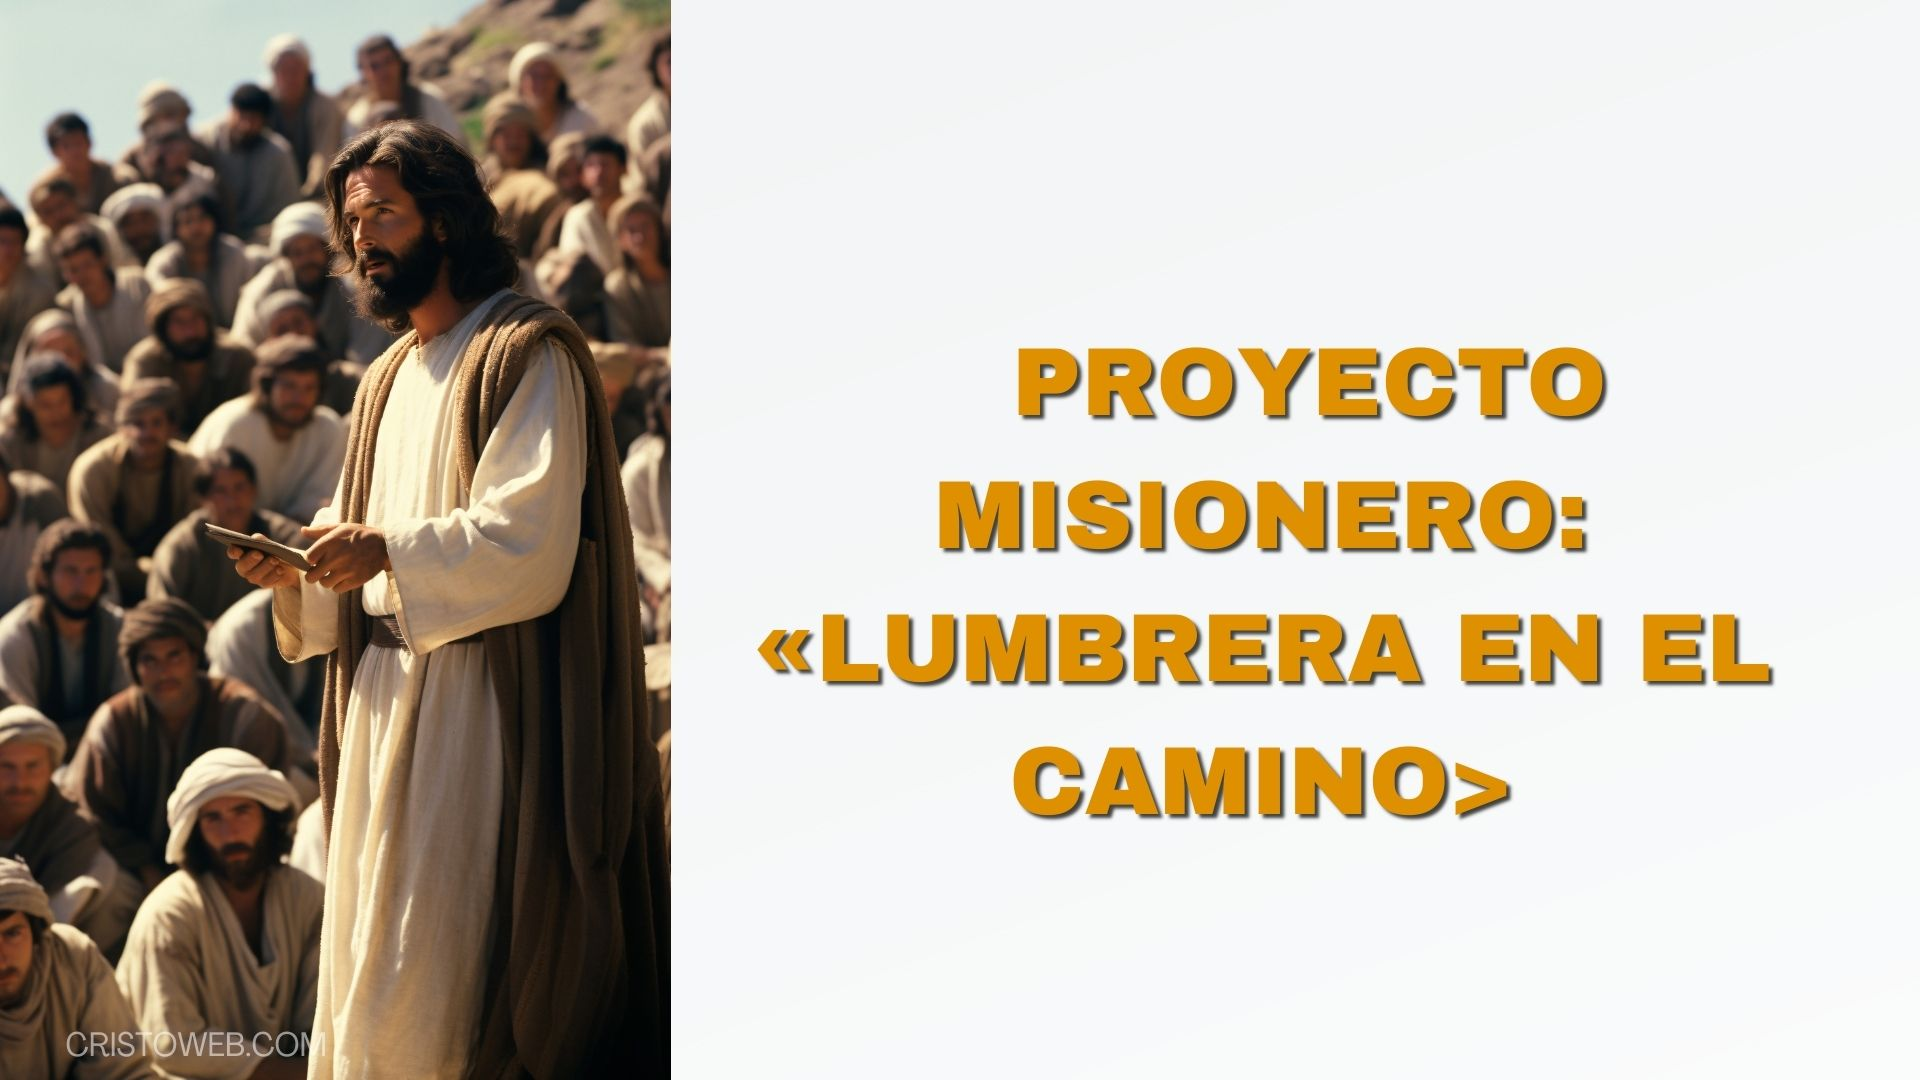 PROYECTO
MISIONERO:
«LUMBRERA EN EL
CAMINO>
CRISTOWEB.COM